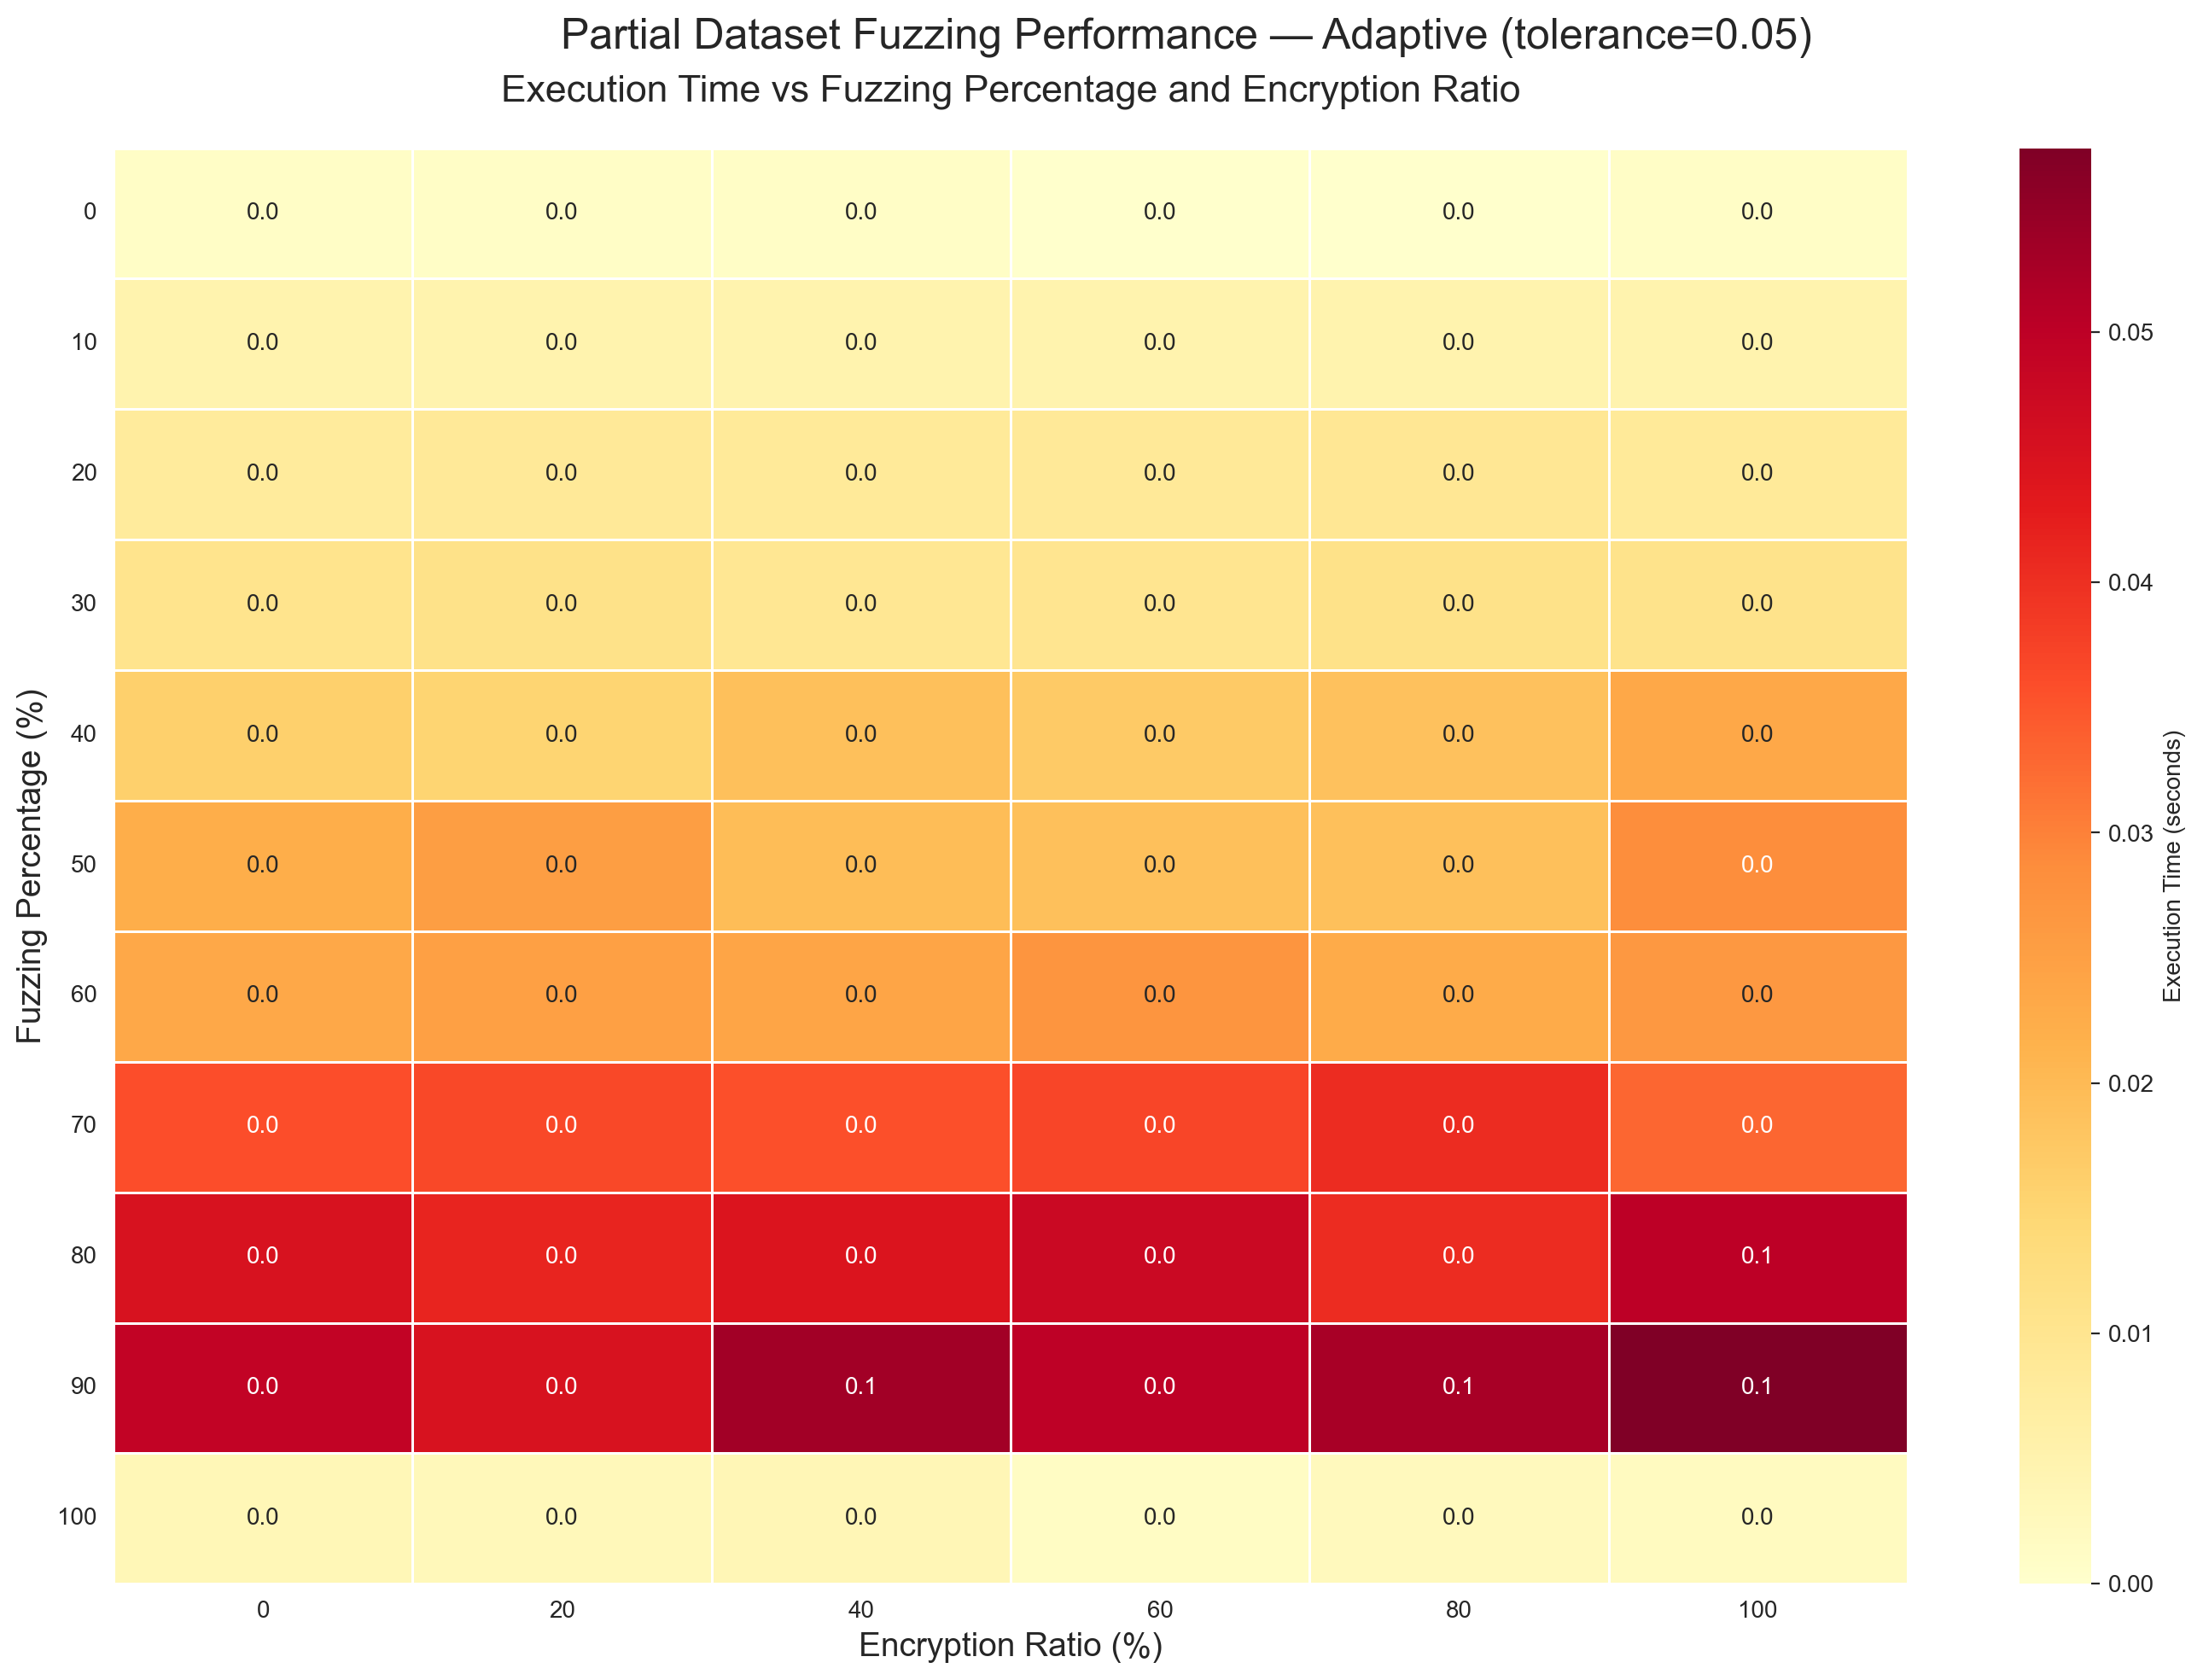 Partial Dataset Fuzzing Performance — Adaptive (tolerance=0.05)
Execution Time vs Fuzzing Percentage and Encryption Ratio
Fuzzing Percentage (%)
0 0.0 0.0 0.0 0.0 0.0 0.0
10 0.0 0.0 0.0 0.0 0.0 0.0
20 0.0 0.0 0.0 0.0 0.0 0.0
30 0.0 0.0 0.0 0.0 0.0 0.0
40 0.0 0.0 0.0 0.0 0.0 0.0
50 0.0 0.0 0.0 0.0 0.0 0.0
60 0.0 0.0 0.0 0.0 0.0 0.0
70 0.0 0.0 0.0 0.0 0.0 0.0
80 0.0 0.0 0.0 0.0 0.0 0.1
90 0.0 0.0 0.1 0.0 0.1 0.1
100 0.0 0.0 0.0 0.0 0.0 0.0
0 20 40 60 80 100
Encryption Ratio (%)
0.05
0.04
0.03
0.02
0.01
0.00
Execution Time (seconds)